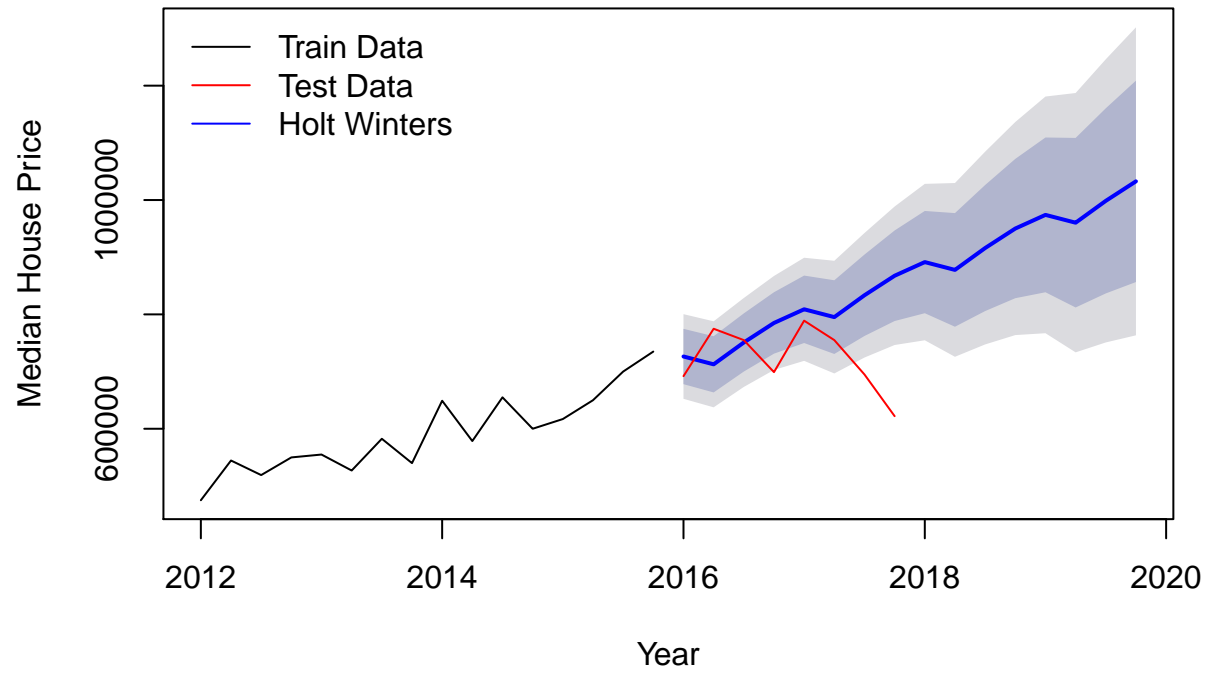 Train Data
Test Data
Holt Winters
Median House Price
1000000
600000
2012 2014 2016 2018 2020
Year